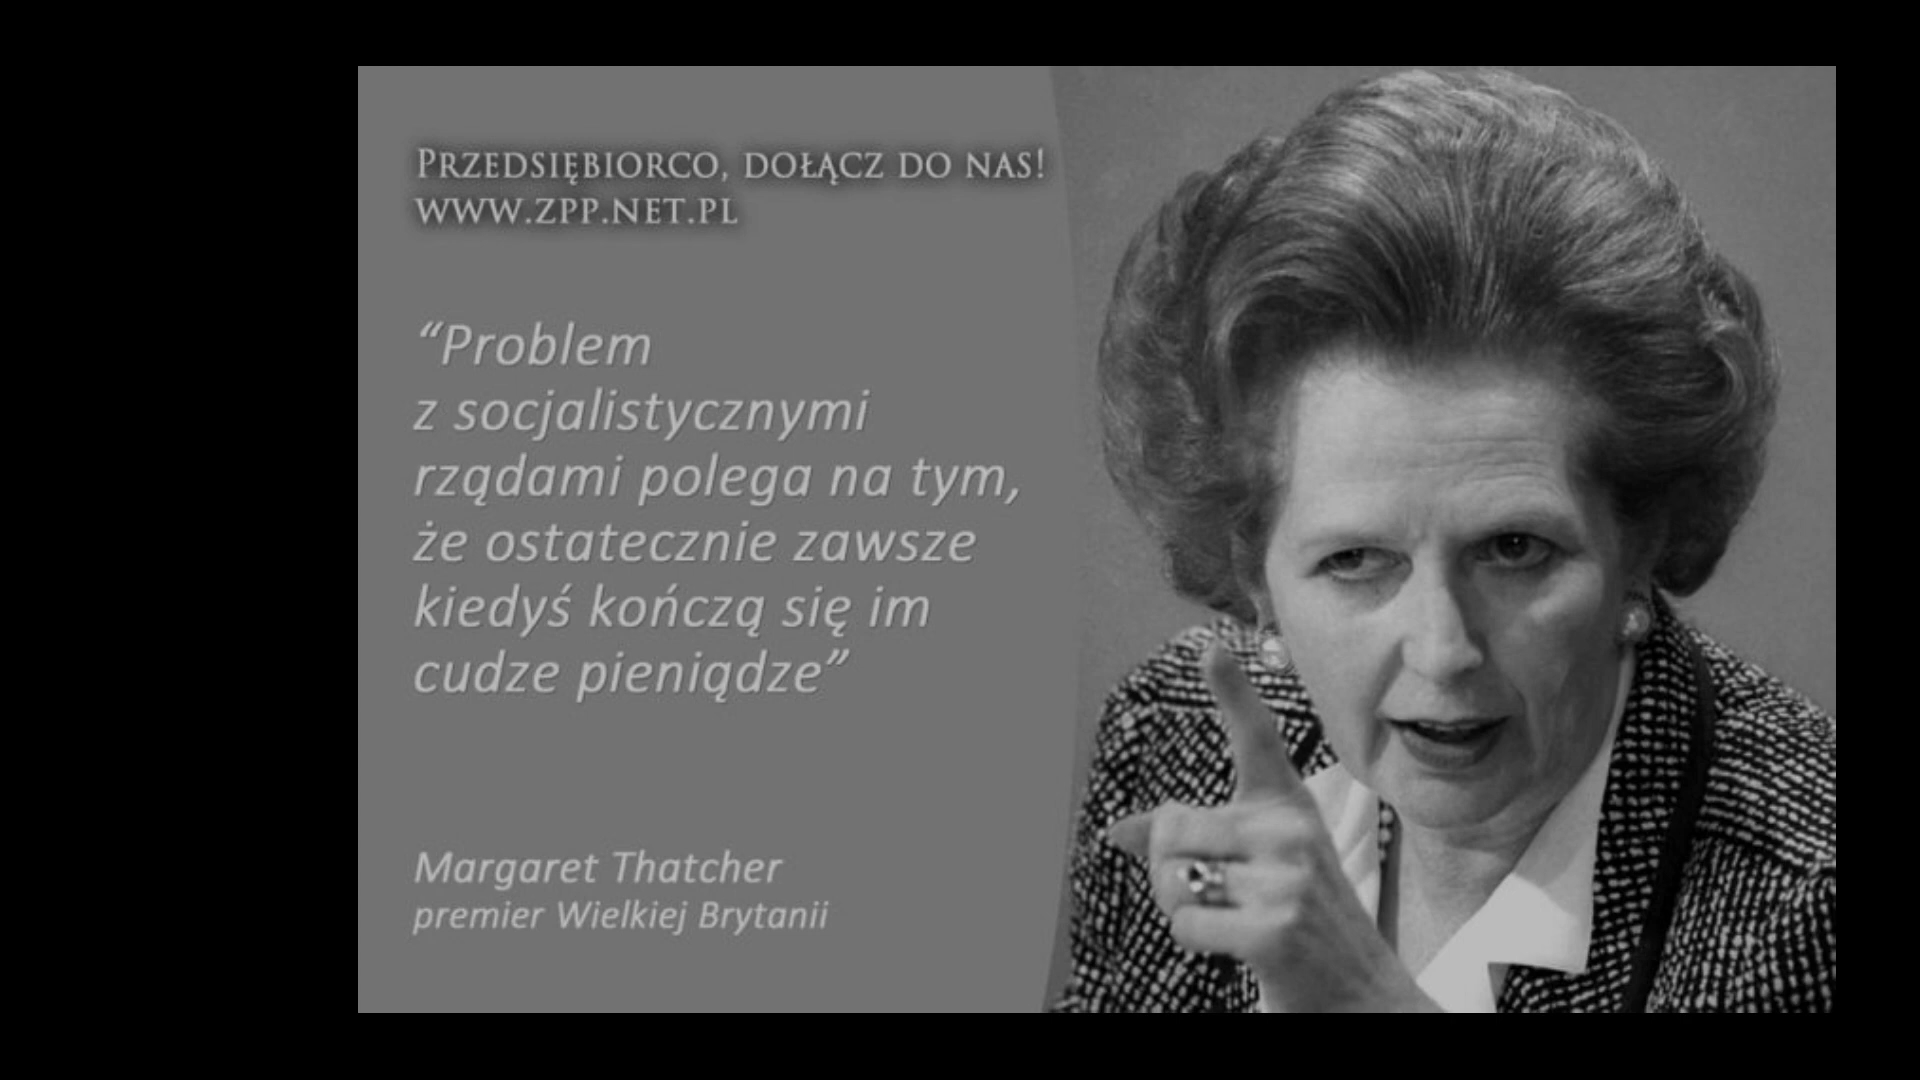 PRZEDSIĘBIORCO, DOŁĄCZ DO NAS!
WWW.ZPP.NET.PL
“Problem
z socjalistycznymi
rządami polega na tym,
że ostatecznie zawsze
kiedyś kończą się im
cudze pieniądze”
Margaret Thatcher
premier Wielkiej Brytanii